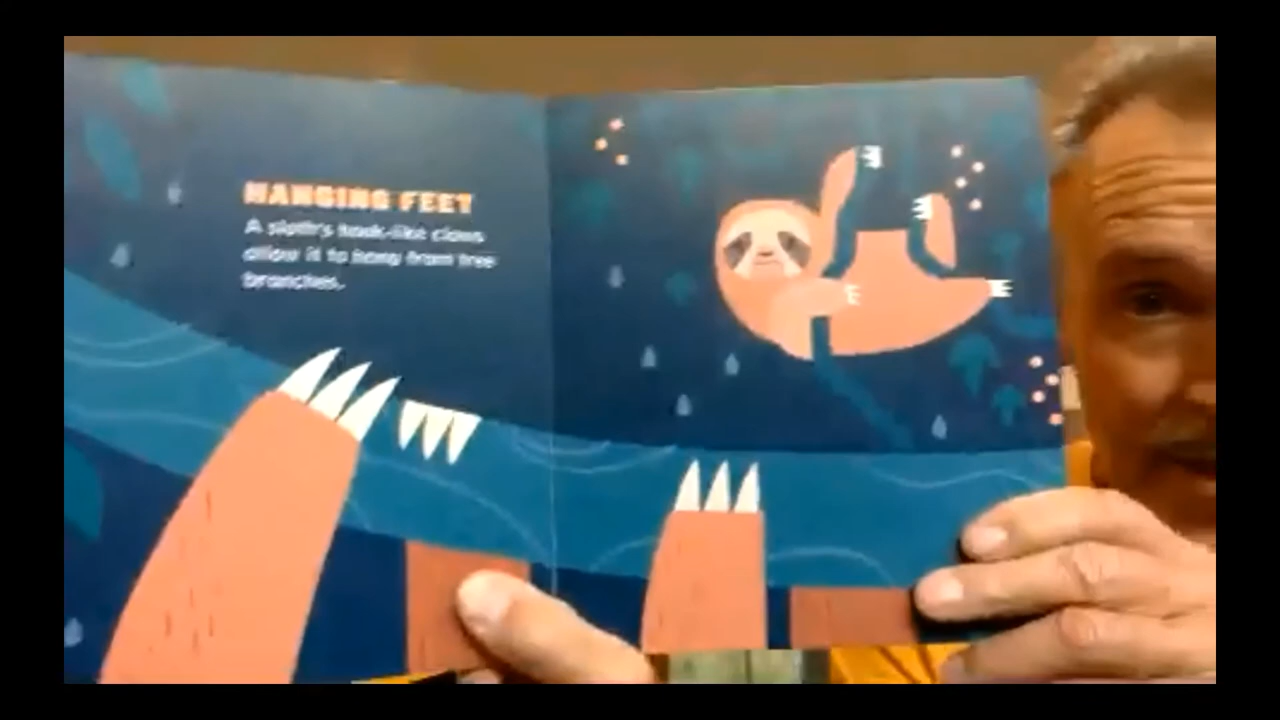 HANGING FEET
A sloth's hook-like claws
allow it to hang from tree
branches.